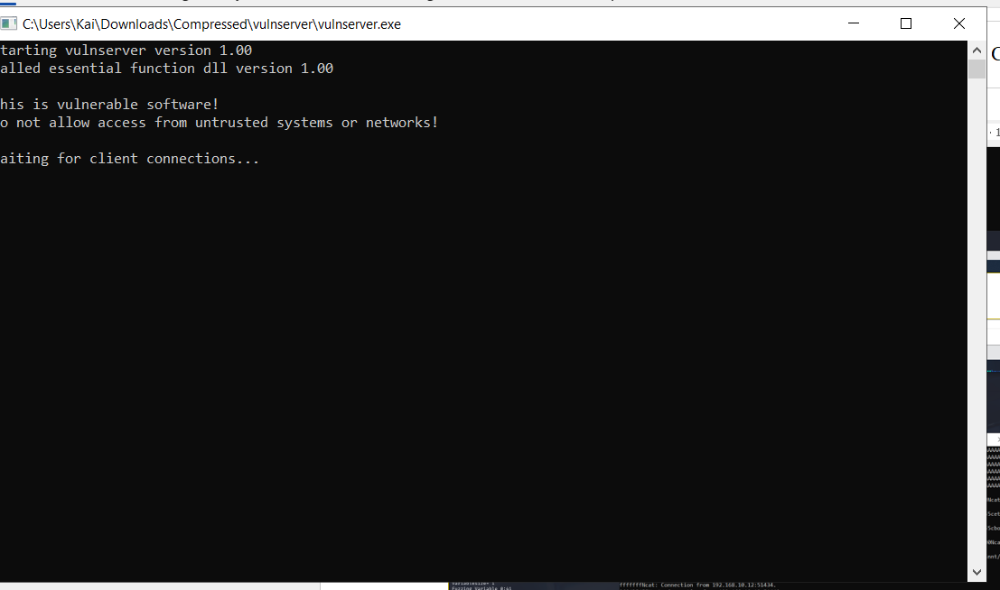 C:\Users\Kai\Downloads\Compressed\vulnserver\vulnserver.exe
tarting vulnserver version 1.00
alled essential function dll version 1.00
his is vulnerable software!
o not allow access from untrusted systems or networks!
aiting for client connections...
fffffffNcat: Connection from 192.168.10.12:51434.